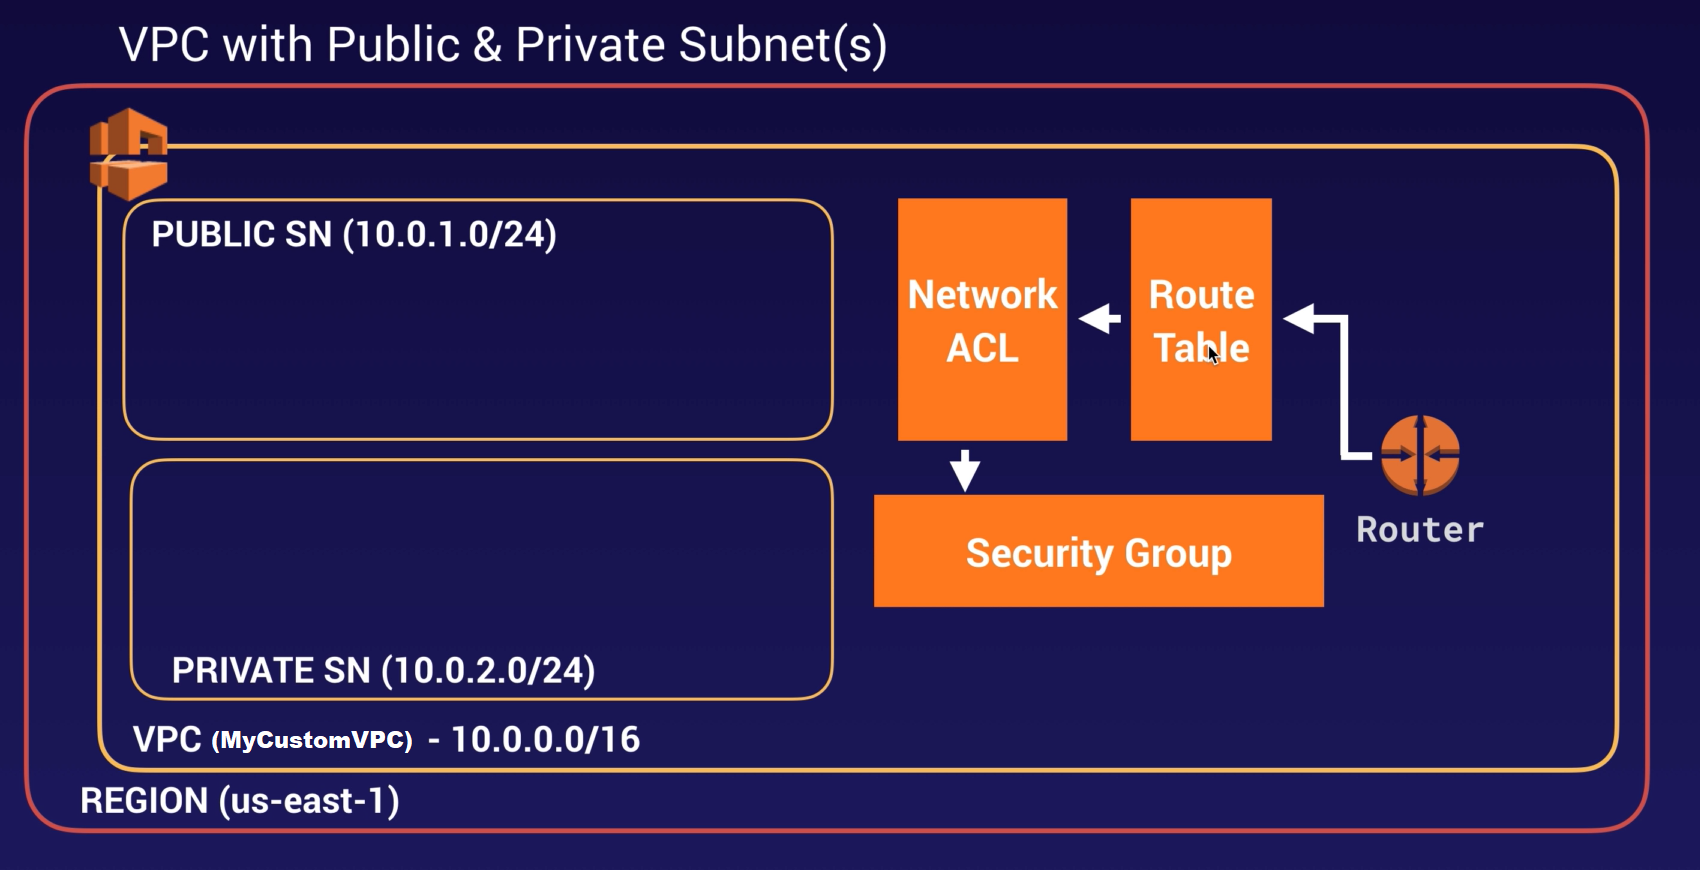 VPC with Public & Private Subnet(s)
PUBLIC SN (10.0.1.0/24)
Network
ACL
Route
Table
Router
Security Group
PRIVATE SN (10.0.2.0/24)
VPC (MyCustomVPC) - 10.0.0.0/16
REGION (us-east-1)